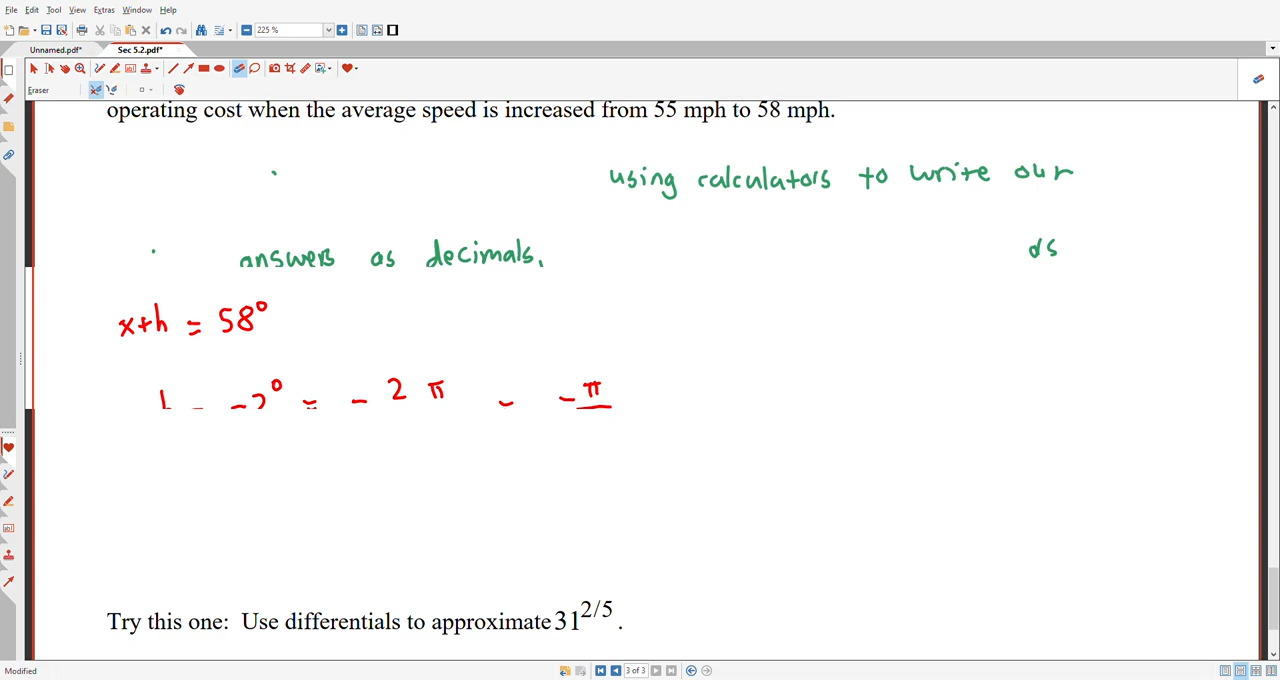 File Edit Tool View Extras Window Help
225 %
Unnamed.pdf* Sec 5.2.pdf*
Eraser
operating cost when the average speed is increased from 55 mph to 58 mph.
using calculators to write our
answers as decimals. as
x+h = 58°
h = -2° = - 2 π = - π
Try this one: Use differentials to approximate 31^2/5.
Modified 3 of 3